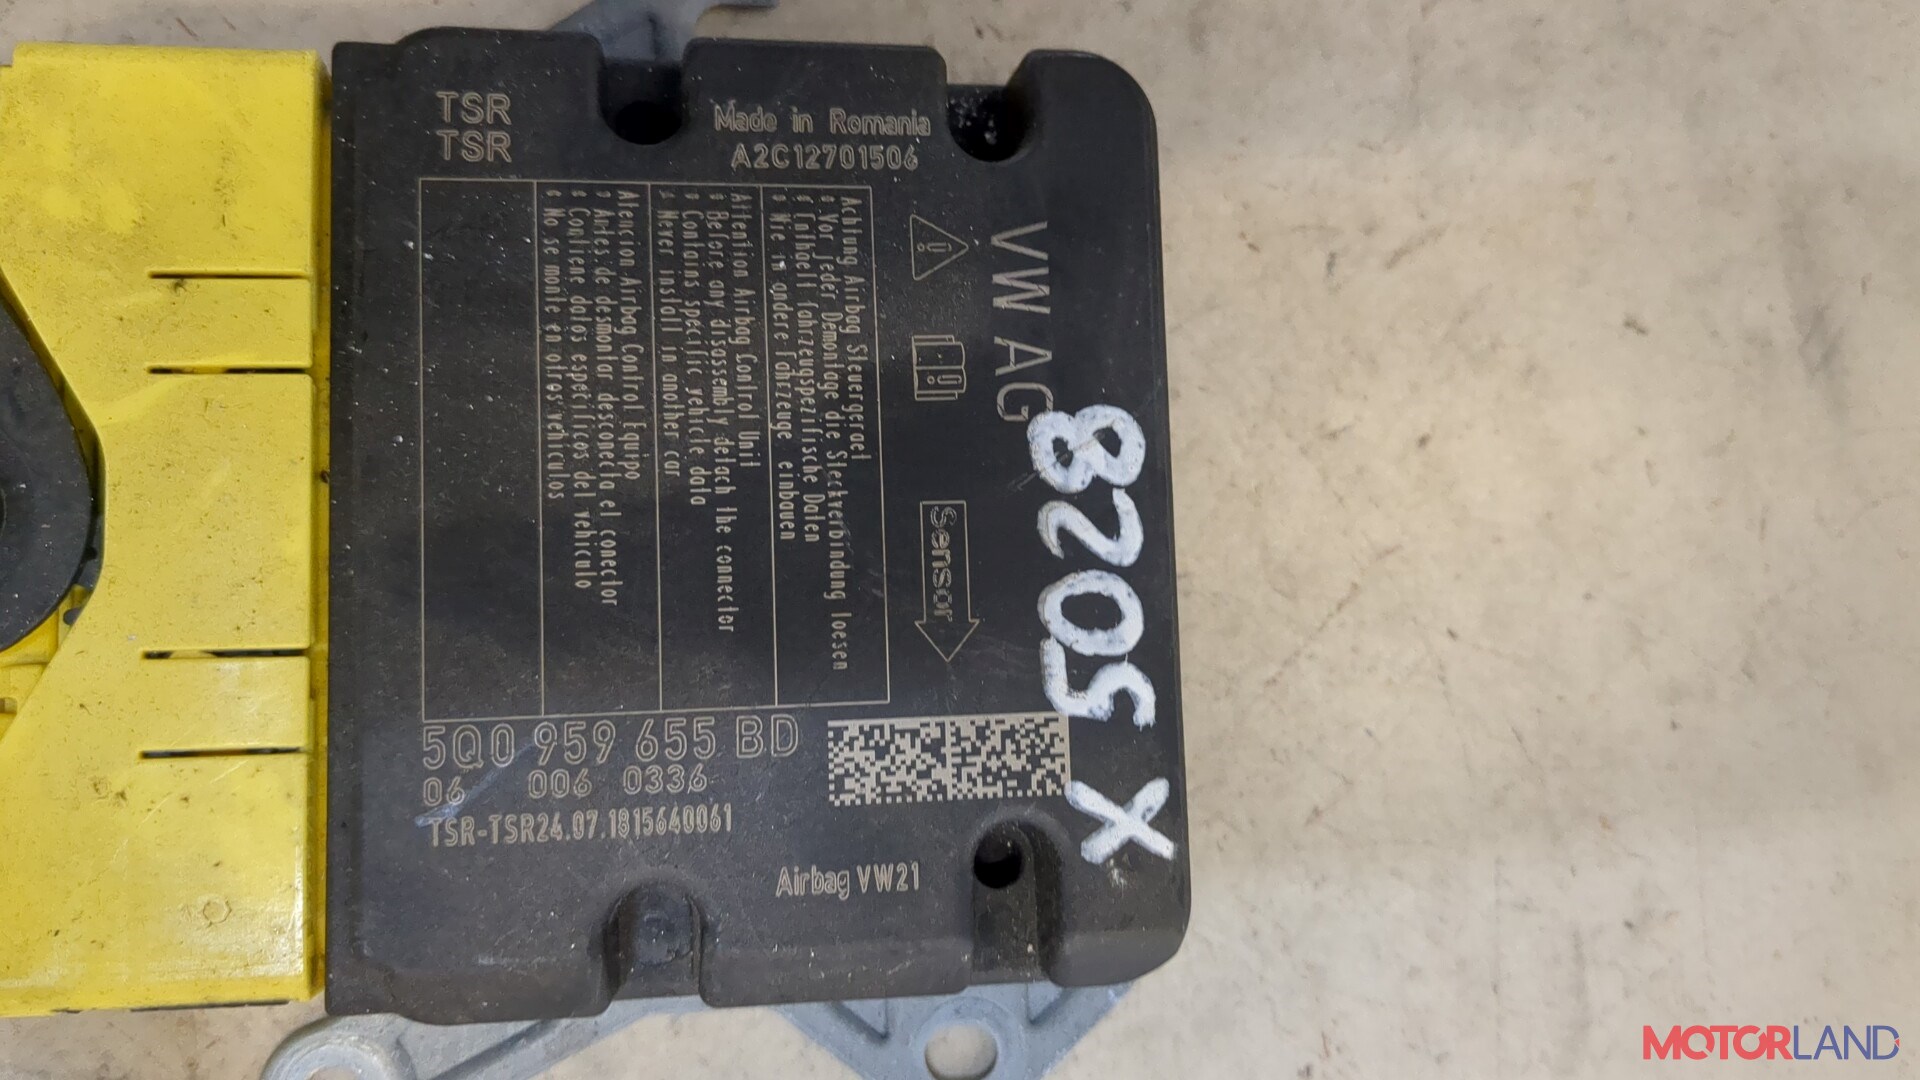 TSR
TSR
Made in Romania
A2C12701506
VW AG
Sensor
Achtung Airbag Steuergeraet
Vor jeder Demontage die Steckverbindung loesen
Enthaelt fahrzeugspezifische Daten
Nie in andere Fahrzeuge einbauen
Attention Airbag Control Unit
Before any disassembly detach the connector
Contains specific vehicle data
Never install in another car
Atencion Airbag Control Equipo
Antes de desmontar desconecta el conector
Contiene datos especificos del vehiculo
No se monte en otros vehiculos
8205 X
5Q0 959 655 BD
06 006 0336
TSR-TSR24.07.1815640061
Airbag VW21
MOTORLAND